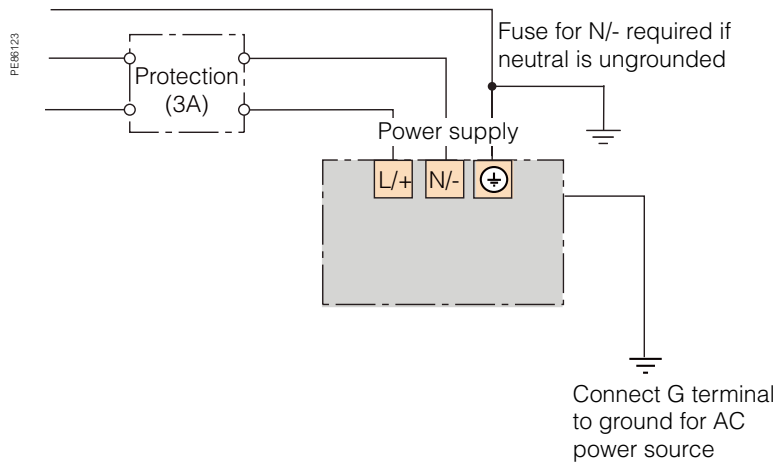 PE86123
Fuse for N/- required if
neutral is ungrounded
Protection
(3A)
Power supply
L/+ N/-
Connect G terminal
to ground for AC
power source